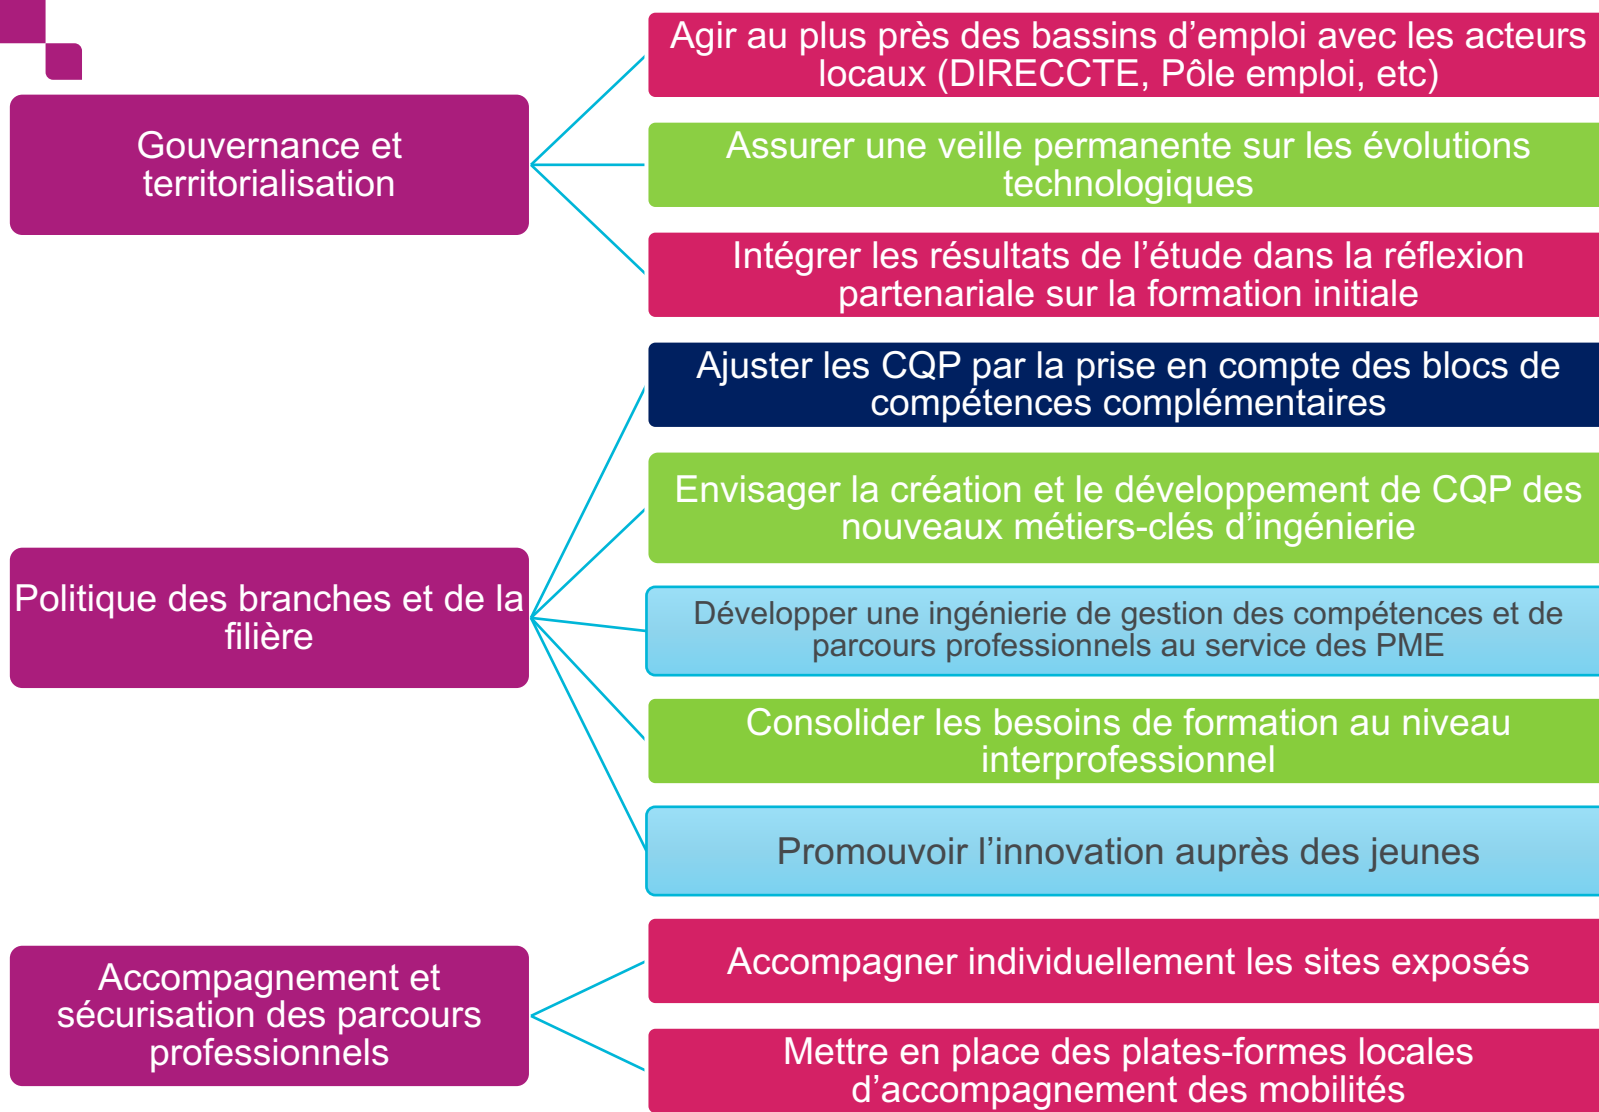 Gouvernance et
territorialisation
Agir au plus près des bassins d’emploi avec les acteurs
locaux (DIRECCTE, Pôle emploi, etc)
Assurer une veille permanente sur les évolutions
technologiques
Intégrer les résultats de l’étude dans la réflexion
partenariale sur la formation initiale
Politique des branches et de la
filière
Ajuster les CQP par la prise en compte des blocs de
compétences complémentaires
Envisager la création et le développement de CQP des
nouveaux métiers-clés d’ingénierie
Développer une ingénierie de gestion des compétences et de
parcours professionnels au service des PME
Consolider les besoins de formation au niveau
interprofessionnel
Promouvoir l’innovation auprès des jeunes
Accompagnement et
sécurisation des parcours
professionnels
Accompagner individuellement les sites exposés
Mettre en place des plates-formes locales
d’accompagnement des mobilités